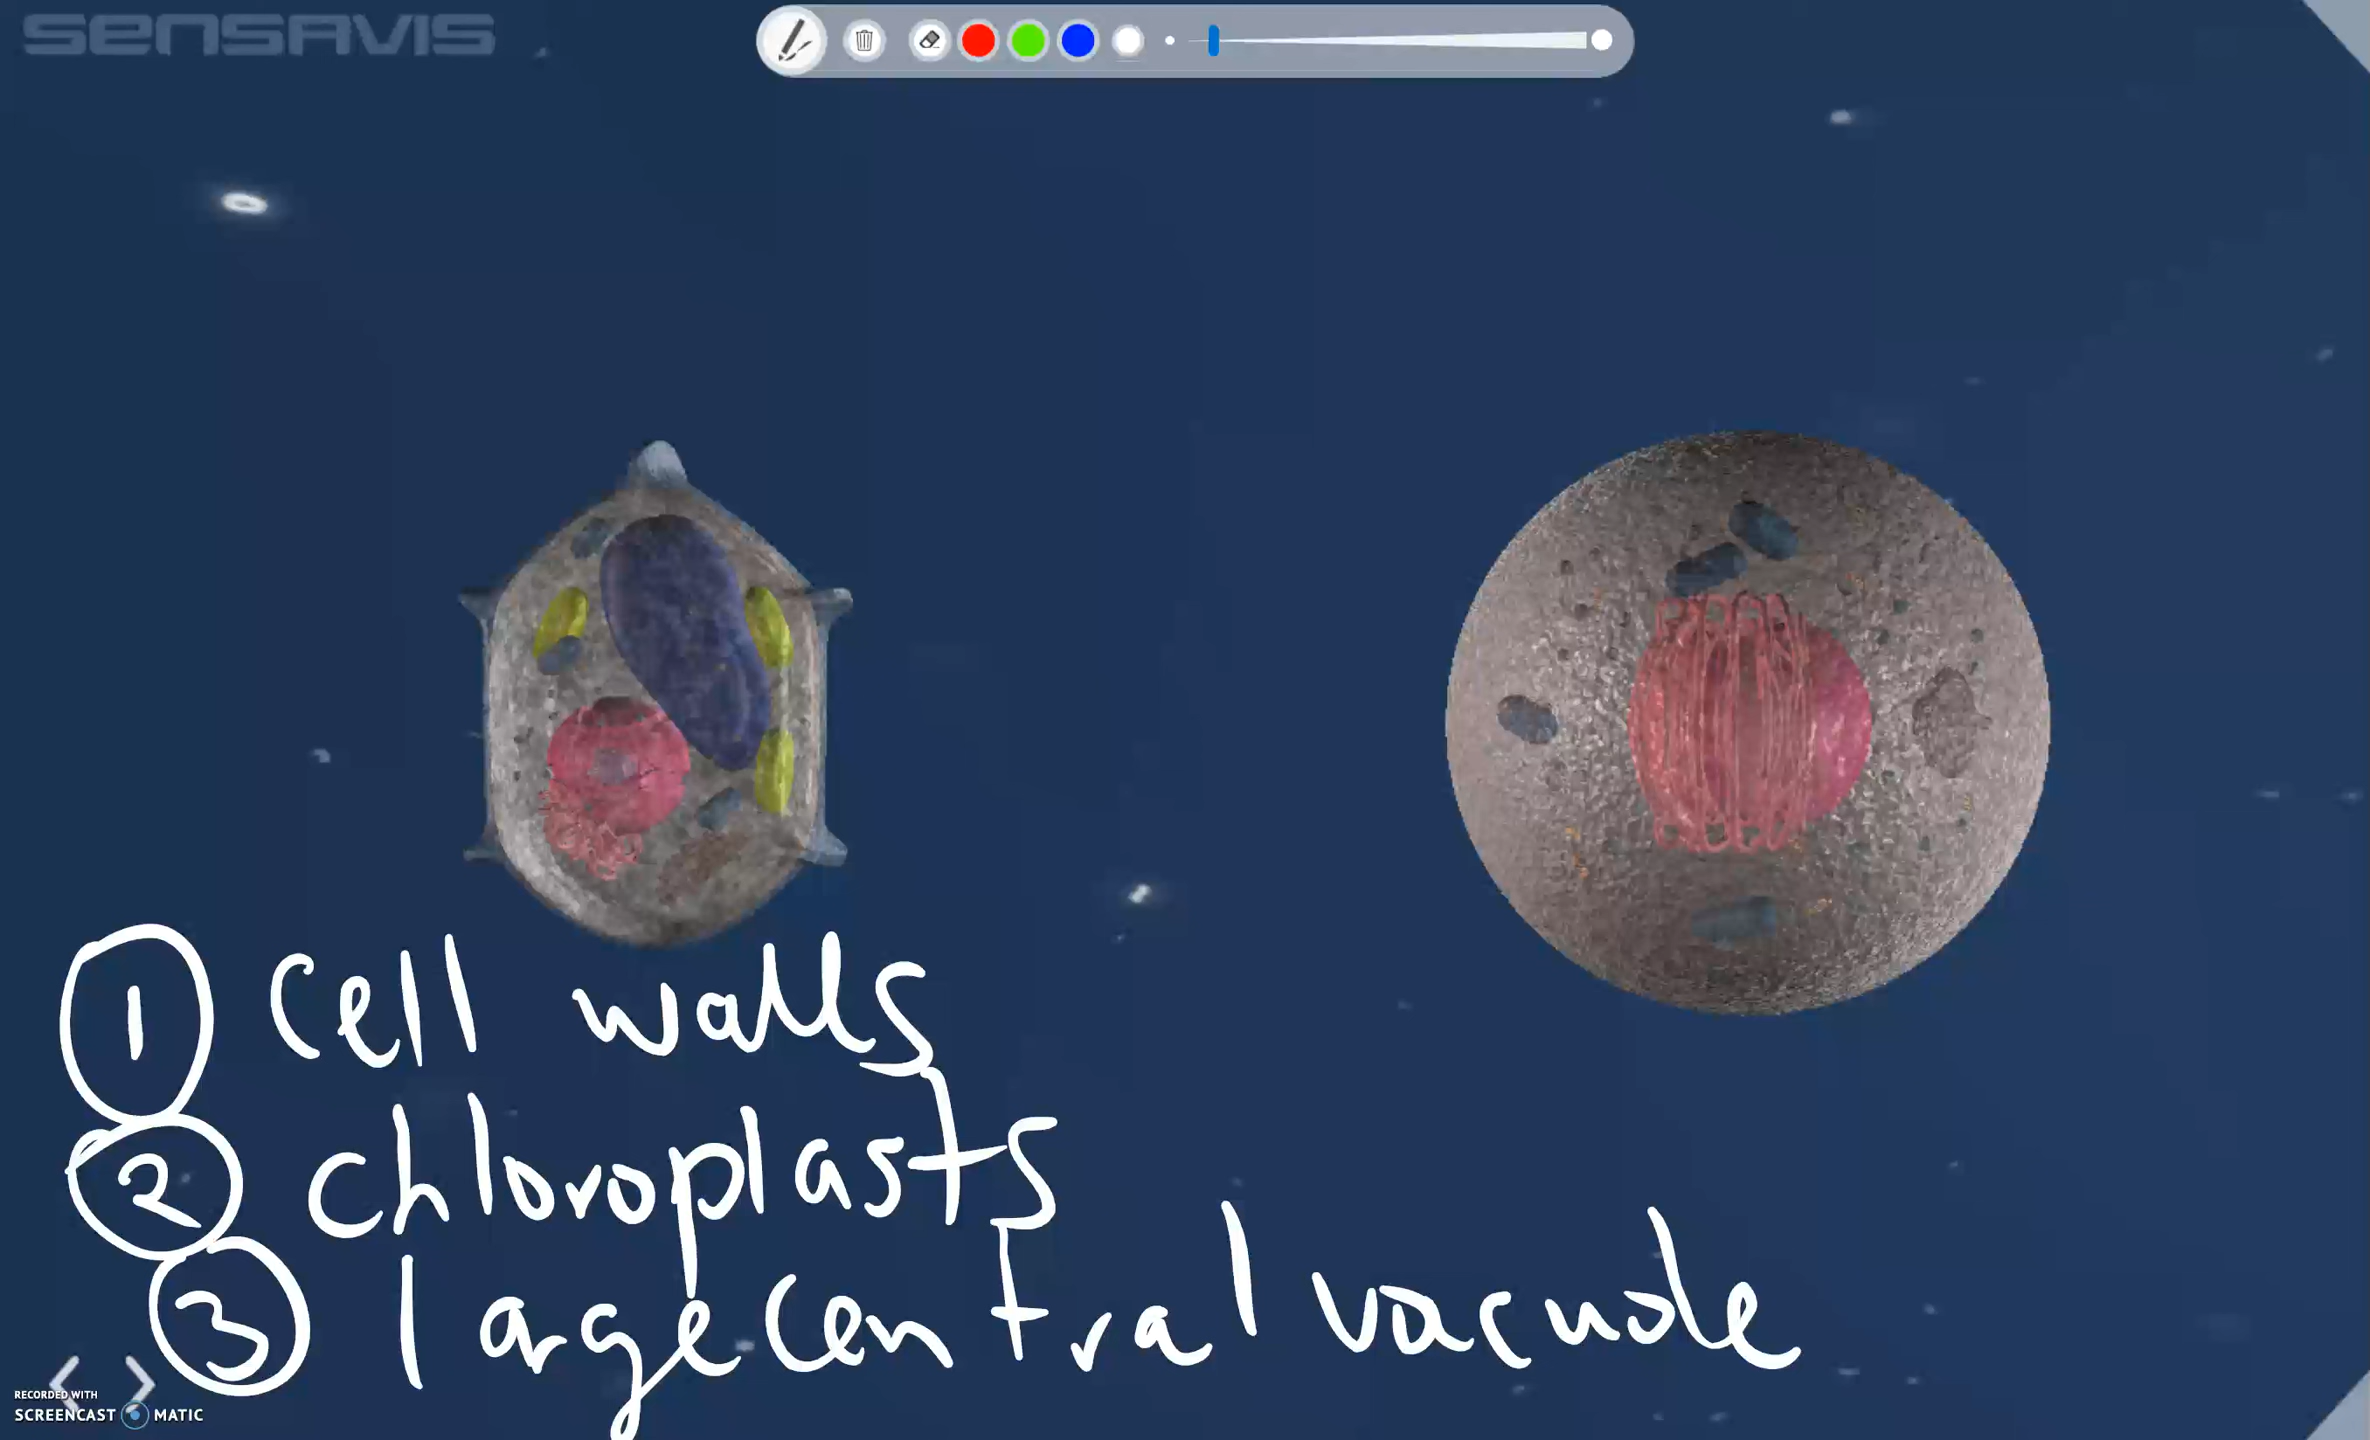 SENSAVIS
1 cell walls
2 chloroplasts
3 large central vacuole
RECORDED WITH
SCREENCAST MATIC